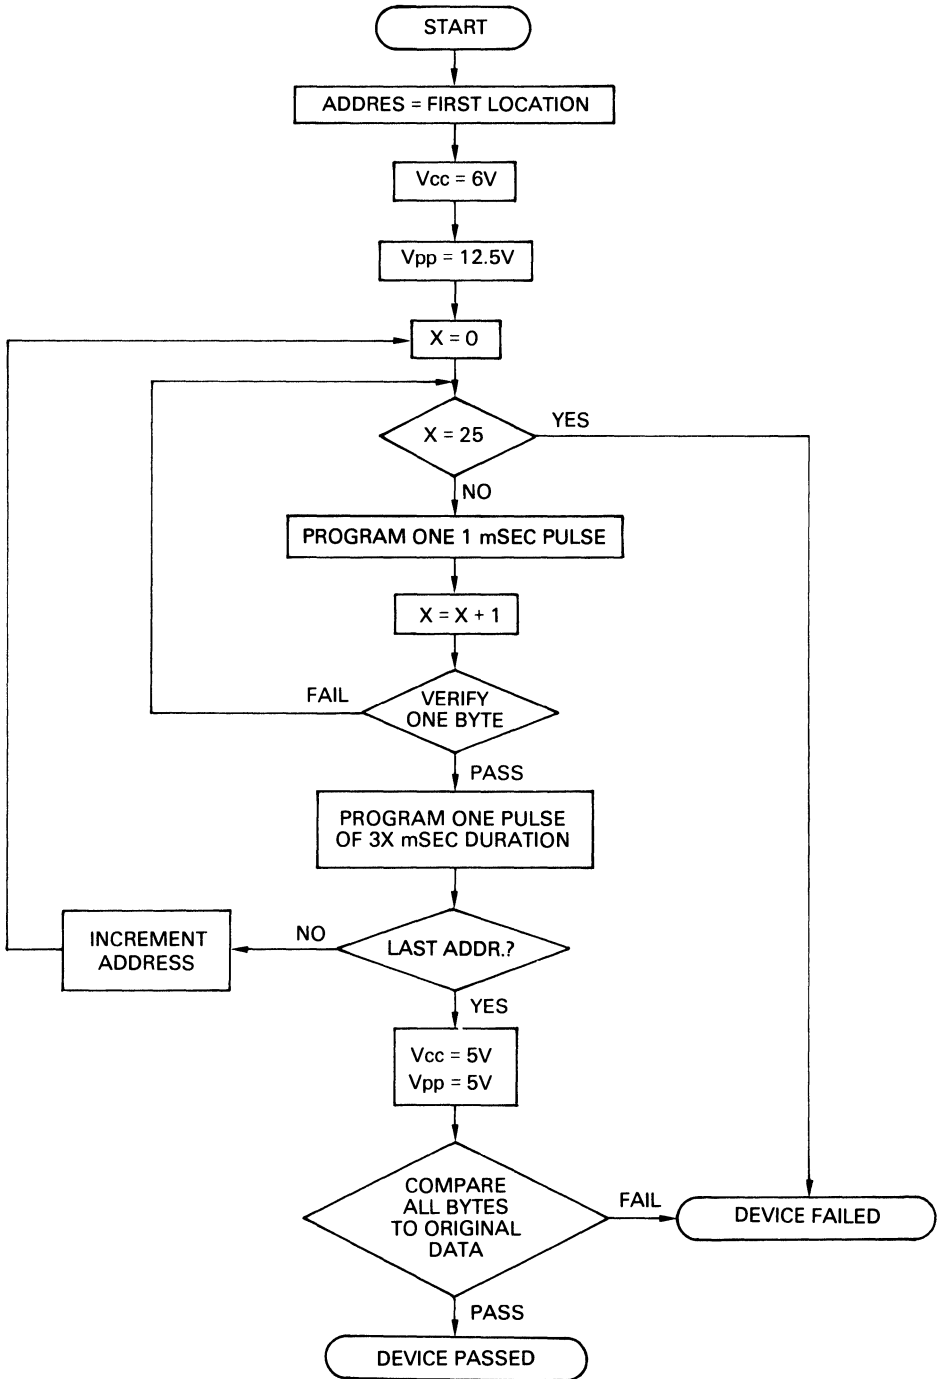 START
ADDRES = FIRST LOCATION
Vcc = 6V
Vpp = 12.5V
X = 0
X = 25
YES
NO
PROGRAM ONE 1 mSEC PULSE
X = X + 1
FAIL
VERIFY
ONE BYTE
PASS
PROGRAM ONE PULSE
OF 3X mSEC DURATION
INCREMENT
ADDRESS
NO
LAST ADDR.?
YES
Vcc = 5V
Vpp = 5V
COMPARE
ALL BYTES
TO ORIGINAL
DATA
FAIL
DEVICE FAILED
PASS
DEVICE PASSED